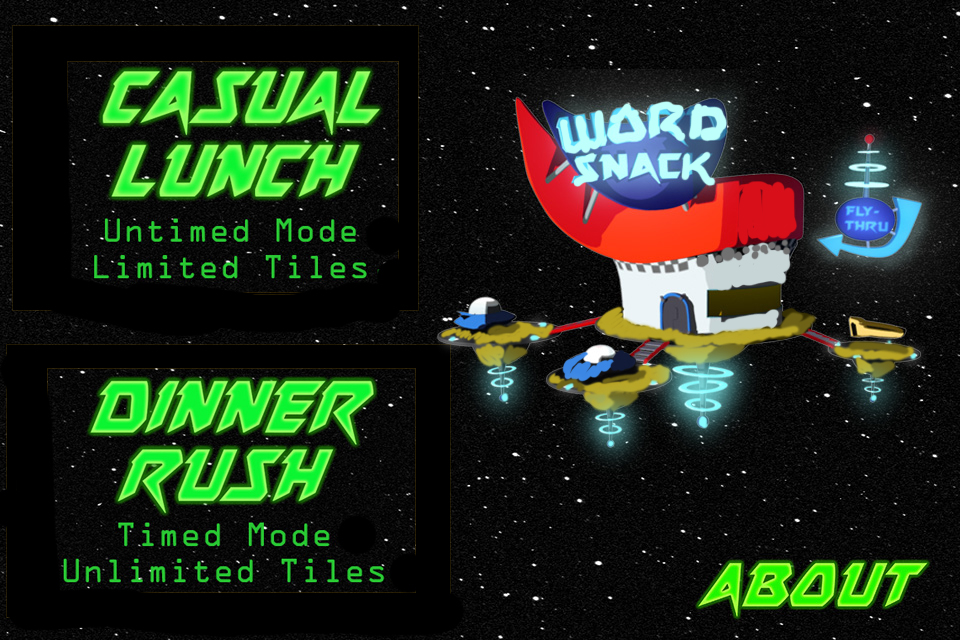 CASUAL
LUNCH
Untimed Mode
Limited Tiles
WORD
SNACK
FLY-
THRU
DINNER
RUSH
Timed Mode
Unlimited Tiles
ABOUT